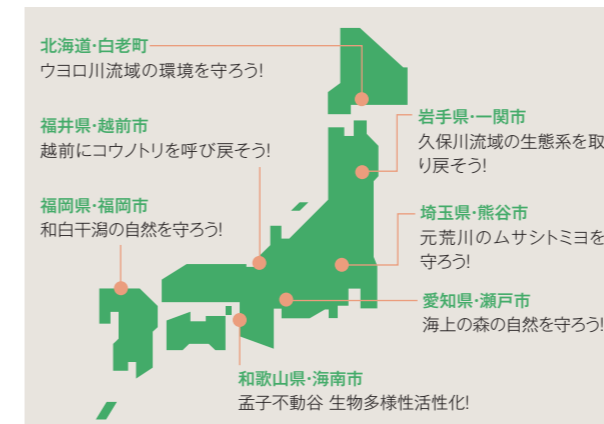 北海道・白老町
ウヨロ川流域の環境を守ろう!
福井県・越前市
越前にコウノトリを呼び戻そう!
福岡県・福岡市
和白干潟の自然を守ろう!
岩手県・一関市
久保川流域の生態系を取
り戻そう!
埼玉県・熊谷市
元荒川のムサシトミヨを
守ろう!
愛知県・瀬戸市
海上の森の自然を守ろう!
和歌山県・海南市
孟子不動谷 生物多様性活性化!